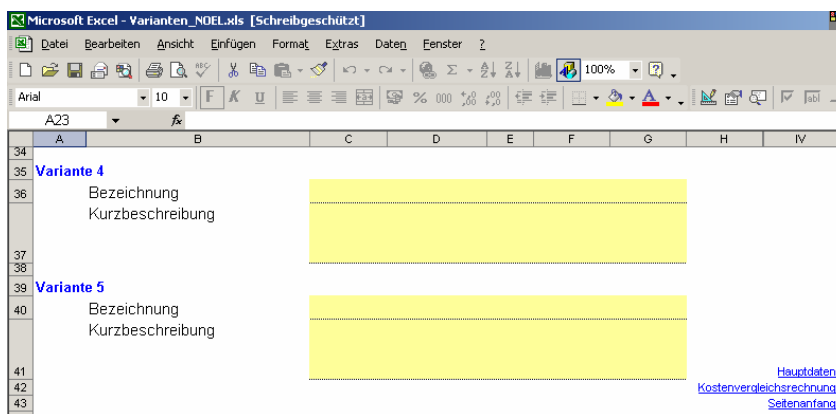 Microsoft Excel - Varianten_NOEL.xls [Schreibgeschützt]
Datei Bearbeiten Ansicht Einfügen Format Extras Daten Fenster ?
100%
Arial 10 F K U % 000
A23 fx
A B C D E F G H IV
34
35 Variante 4
36 Bezeichnung
Kurzbeschreibung
37
38
39 Variante 5
40 Bezeichnung
Kurzbeschreibung
41 Hauptdaten
42 Kostenvergleichsrechnung
43 Seitenanfang